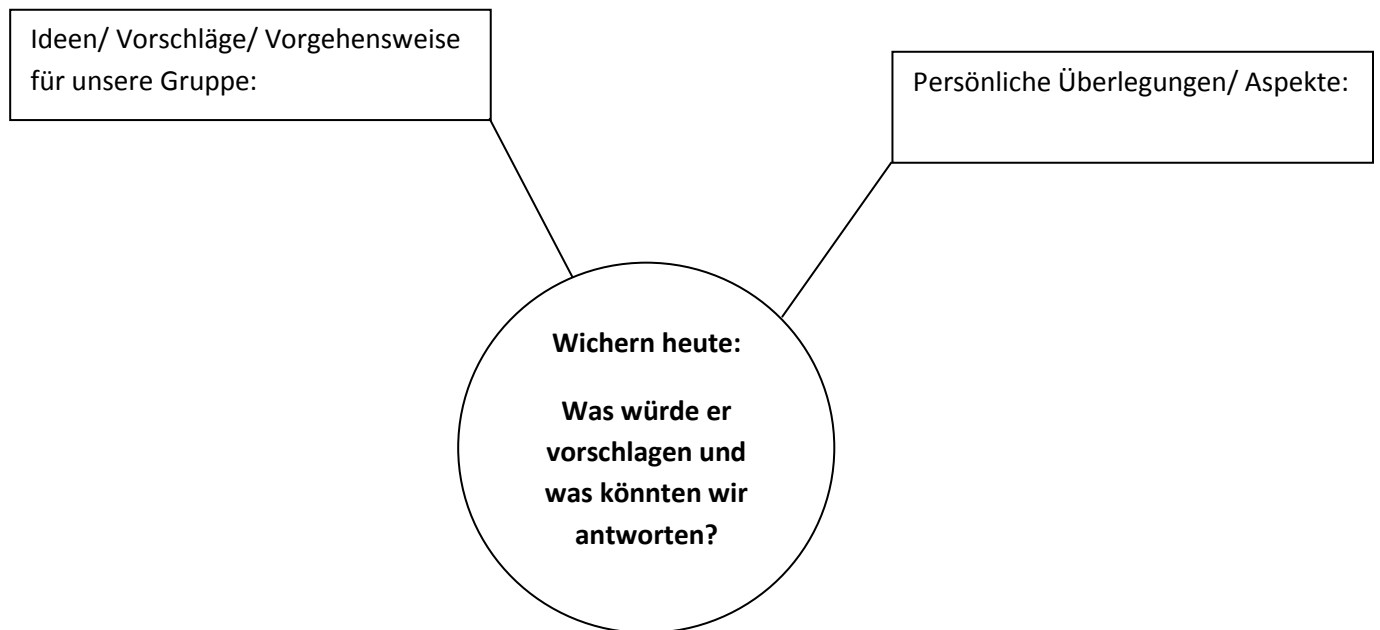 Ideen/ Vorschläge/ Vorgehensweise
für unsere Gruppe:
Persönliche Überlegungen/ Aspekte:
Wichern heute:
Was würde er
vorschlagen und
was könnten wir
antworten?